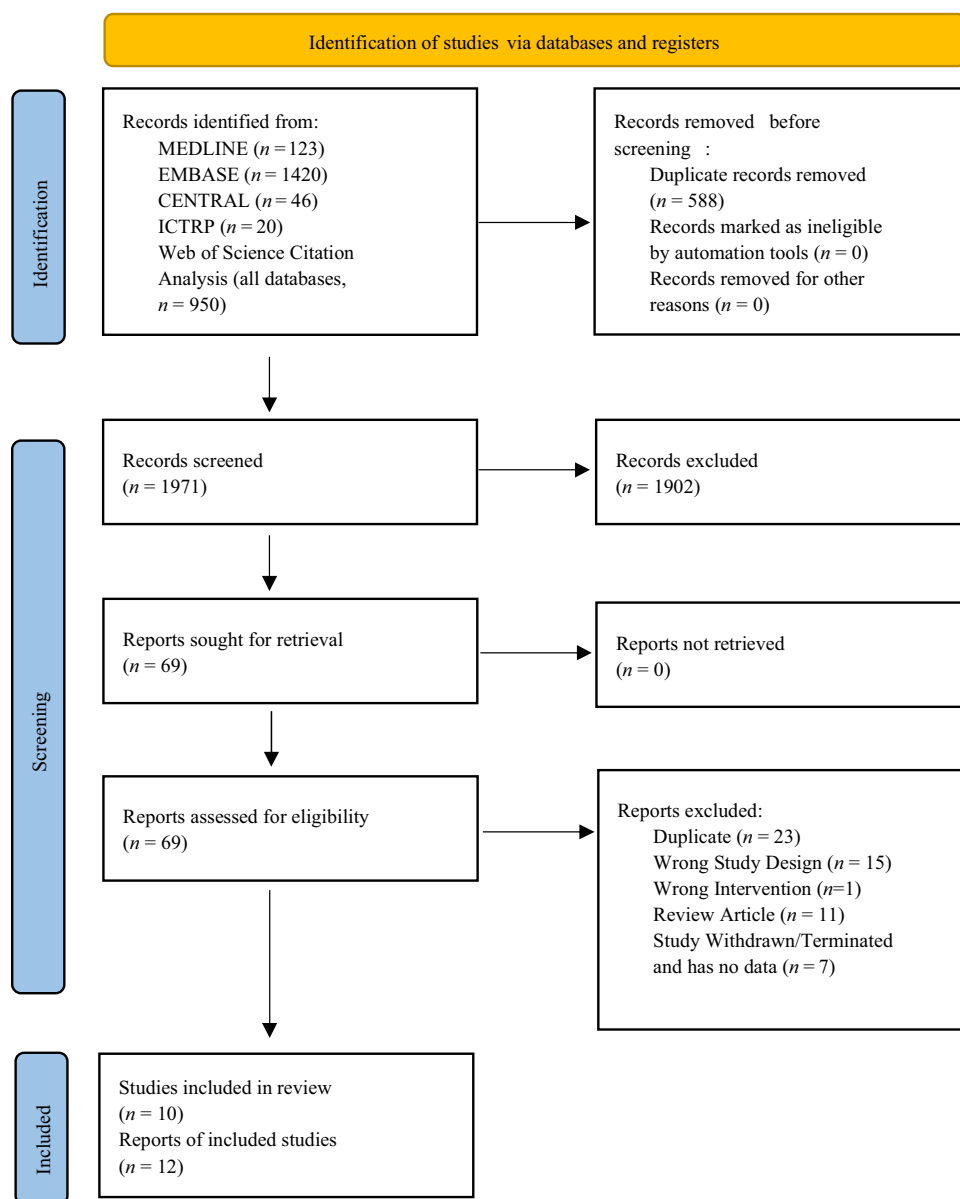 Identification of studies via databases and registers
Identification
Records identified from:
MEDLINE (n = 123)
EMBASE (n = 1420)
CENTRAL (n = 46)
ICTRP (n = 20)
Web of Science Citation
Analysis (all databases,
n = 950)
Records removed before
screening :
Duplicate records removed
(n = 588)
Records marked as ineligible
by automation tools (n = 0)
Records removed for other
reasons (n = 0)
Screening
Records screened
(n = 1971)
Records excluded
(n = 1902)
Reports sought for retrieval
(n = 69)
Reports not retrieved
(n = 0)
Reports assessed for eligibility
(n = 69)
Reports excluded:
Duplicate (n = 23)
Wrong Study Design (n = 15)
Wrong Intervention (n=1)
Review Article (n = 11)
Study Withdrawn/Terminated
and has no data (n = 7)
Included
Studies included in review
(n = 10)
Reports of included studies
(n = 12)